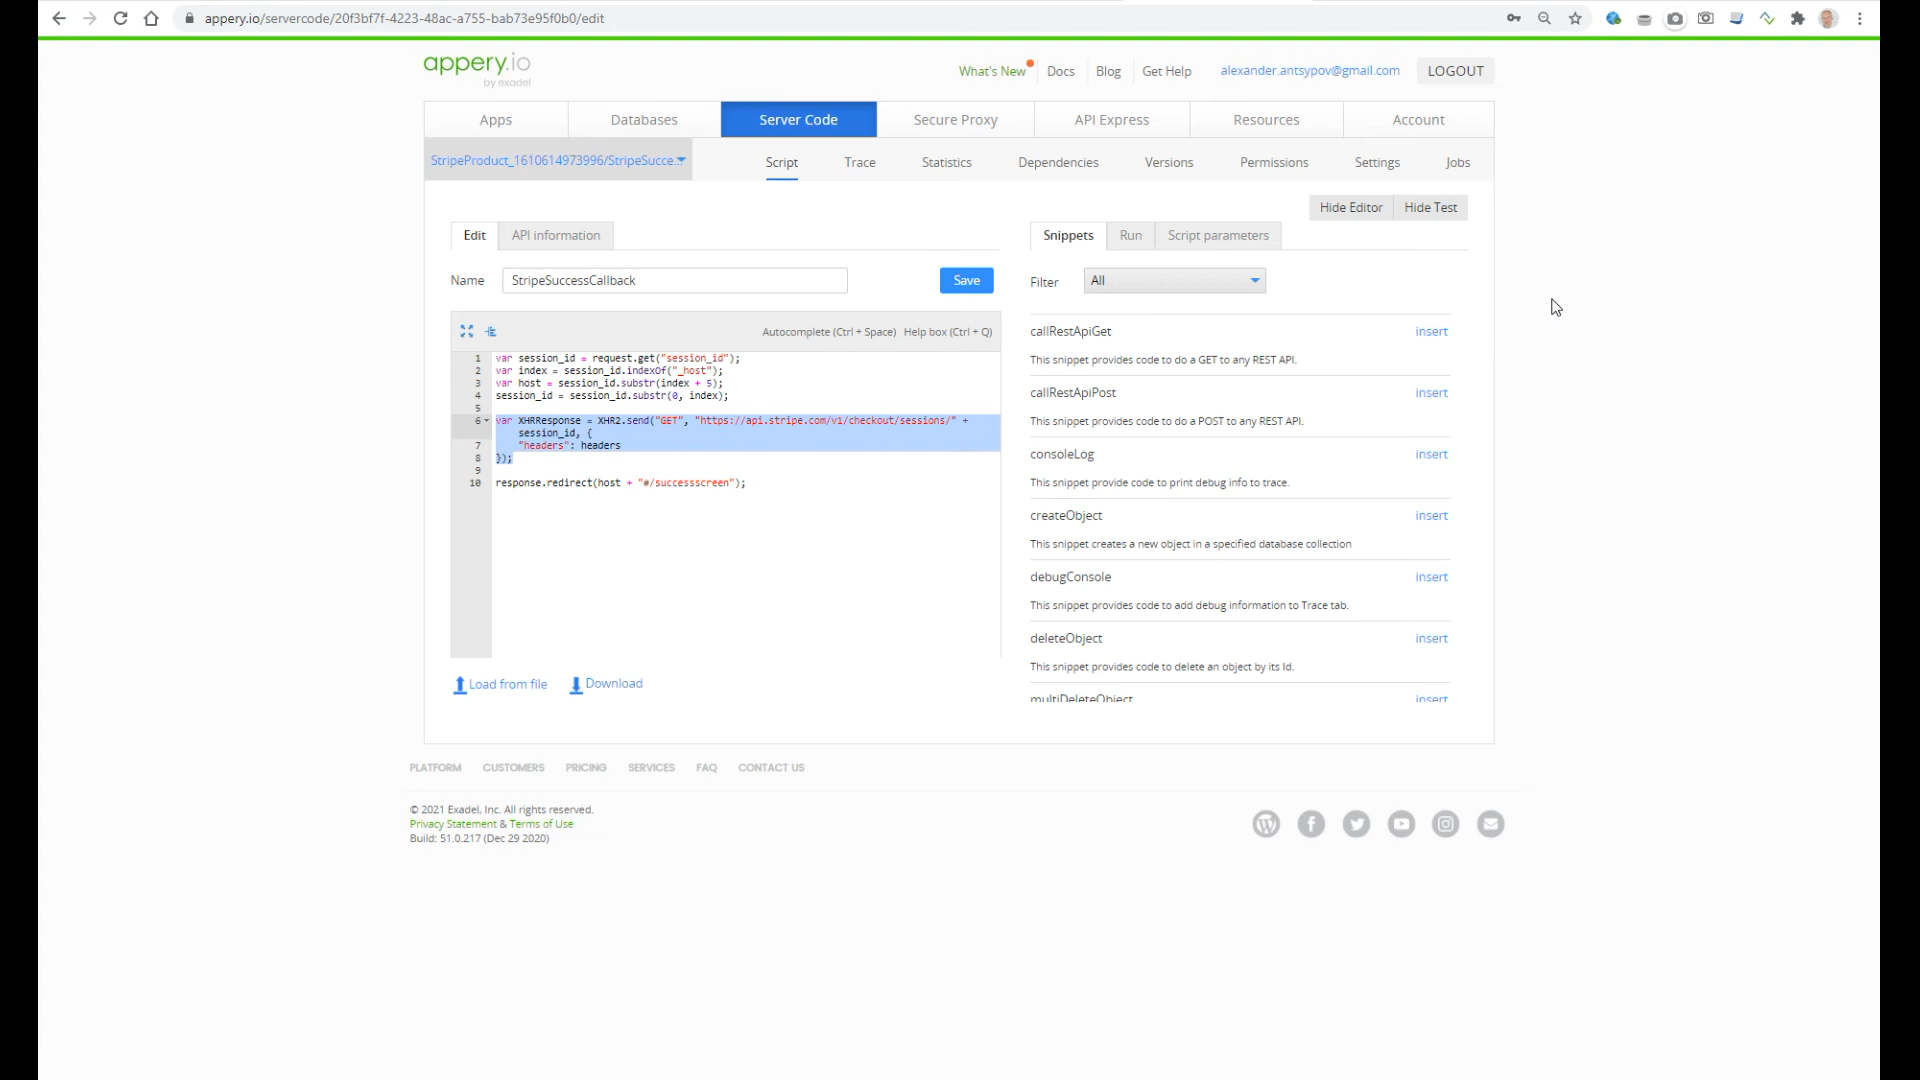 appery.io/servercode/20f3bf7f-4223-48ac-a755-bab73e95f0b0/edit
appery.io
by exadel
What's New
Docs
Blog
Get Help
alexander.antsypov@gmail.com
LOGOUT
Apps
Databases
Server Code
Secure Proxy
API Express
Resources
Account
StripeProduct_1610614973996/StripeSucce...
Script
Trace
Statistics
Dependencies
Versions
Permissions
Settings
Jobs
Hide Editor
Hide Test
Edit
API information
Snippets
Run
Script parameters
Name
StripeSuccessCallback
Save
Filter
All
Autocomplete (Ctrl + Space)
Help box (Ctrl + Q)
1 var session_id = request.get("session_id");
2 var index = session_id.indexOf("_host");
3 var host = session_id.substr(index + 5);
4 session_id = session_id.substr(0, index);
5
6 var XHRResponse = XHR2.send("GET", "https://api.stripe.com/v1/checkout/sessions/" +
session_id, {
7 "headers": headers
8 });
9
10 response.redirect(host + "#/successscreen");
Load from file
Download
callRestApiGet
insert
This snippet provides code to do a GET to any REST API.
callRestApiPost
insert
This snippet provides code to do a POST to any REST API.
consoleLog
insert
This snippet provide code to print debug info to trace.
createObject
insert
This snippet creates a new object in a specified database collection
debugConsole
insert
This snippet provides code to add debug information to Trace tab.
deleteObject
insert
This snippet provides code to delete an object by its Id.
multiDeleteObject
insert
PLATFORM
CUSTOMERS
PRICING
SERVICES
FAQ
CONTACT US
© 2021 Exadel, Inc. All rights reserved.
Privacy Statement & Terms of Use
Build: 51.0.217 (Dec 29 2020)